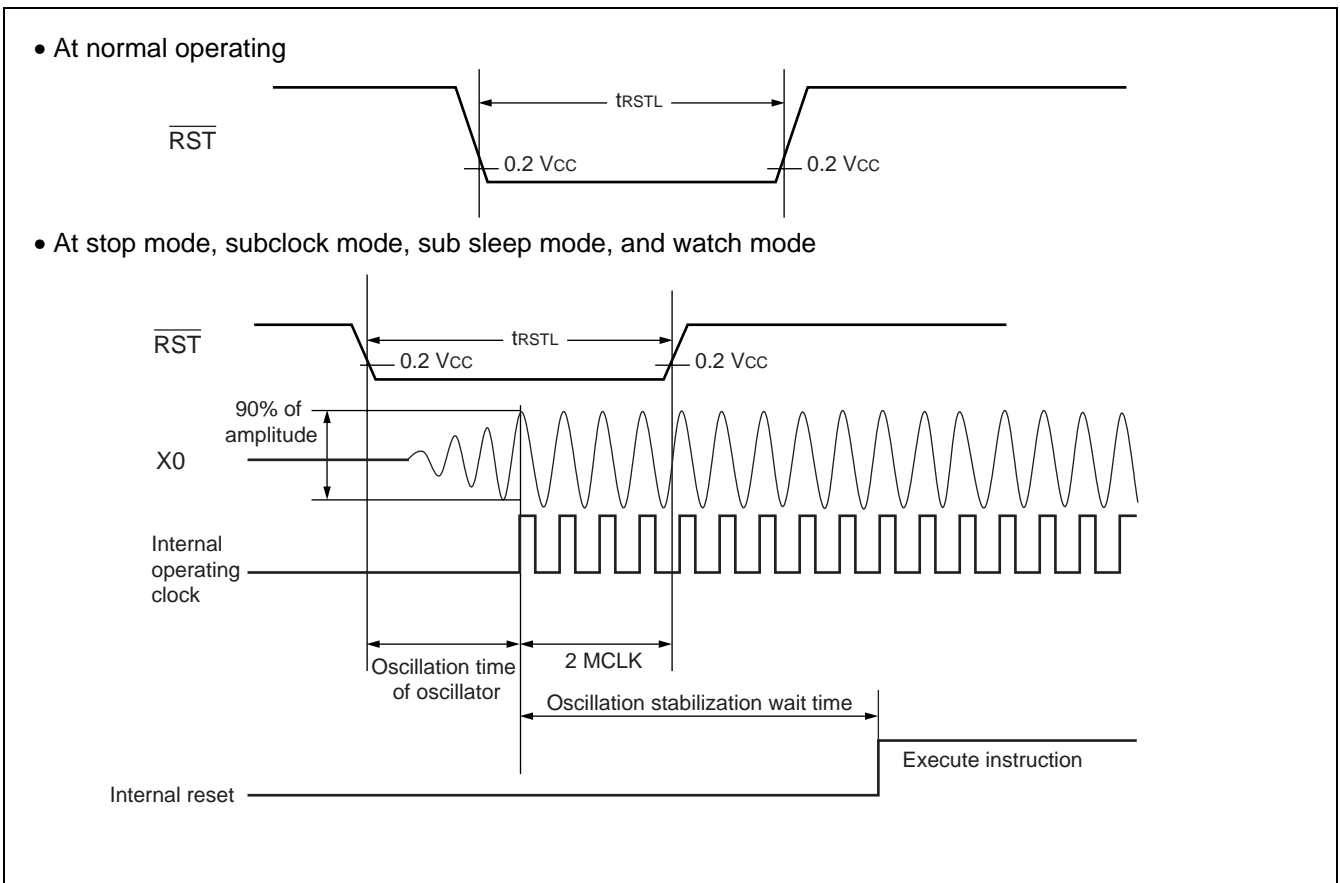 • At normal operating
tRSTL
RST
0.2 VCC
0.2 VCC
• At stop mode, subclock mode, sub sleep mode, and watch mode
RST
tRSTL
0.2 VCC
0.2 VCC
90% of
amplitude
X0
Internal
operating
clock
Oscillation time
of oscillator
2 MCLK
Oscillation stabilization wait time
Execute instruction
Internal reset